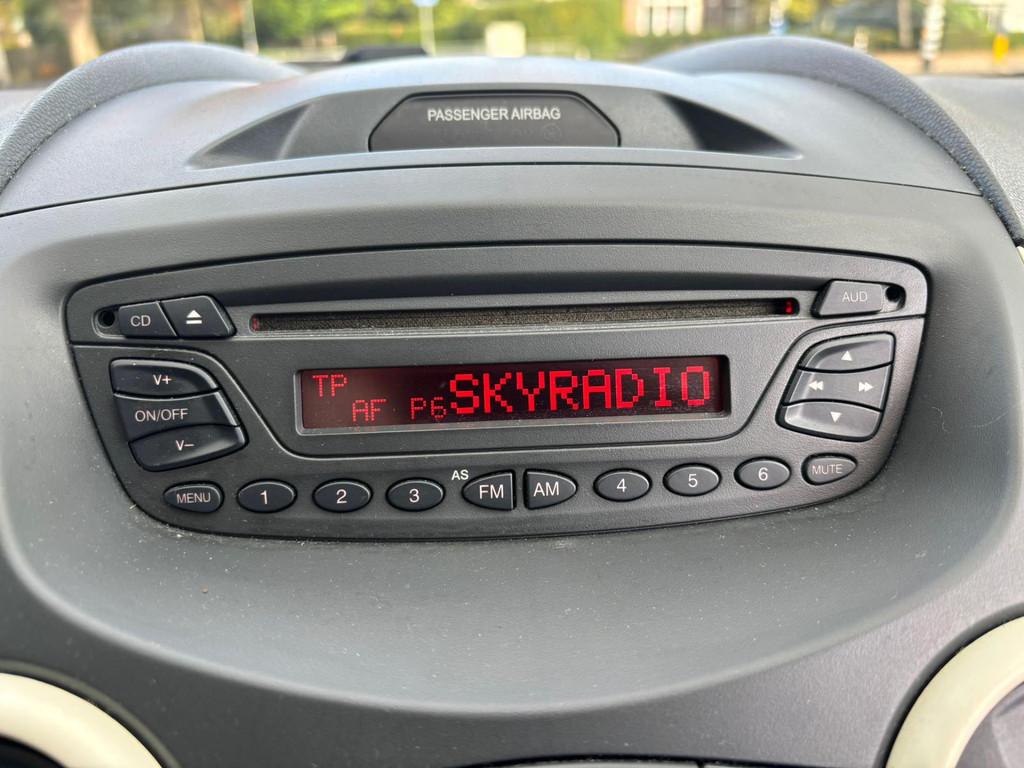 PASSENGER AIRBAG
CD
AUD
V+
ON/OFF
V–
TP
AF P6 SKYRADIO
MENU 1 2 3 AS FM AM 4 5 6 MUTE